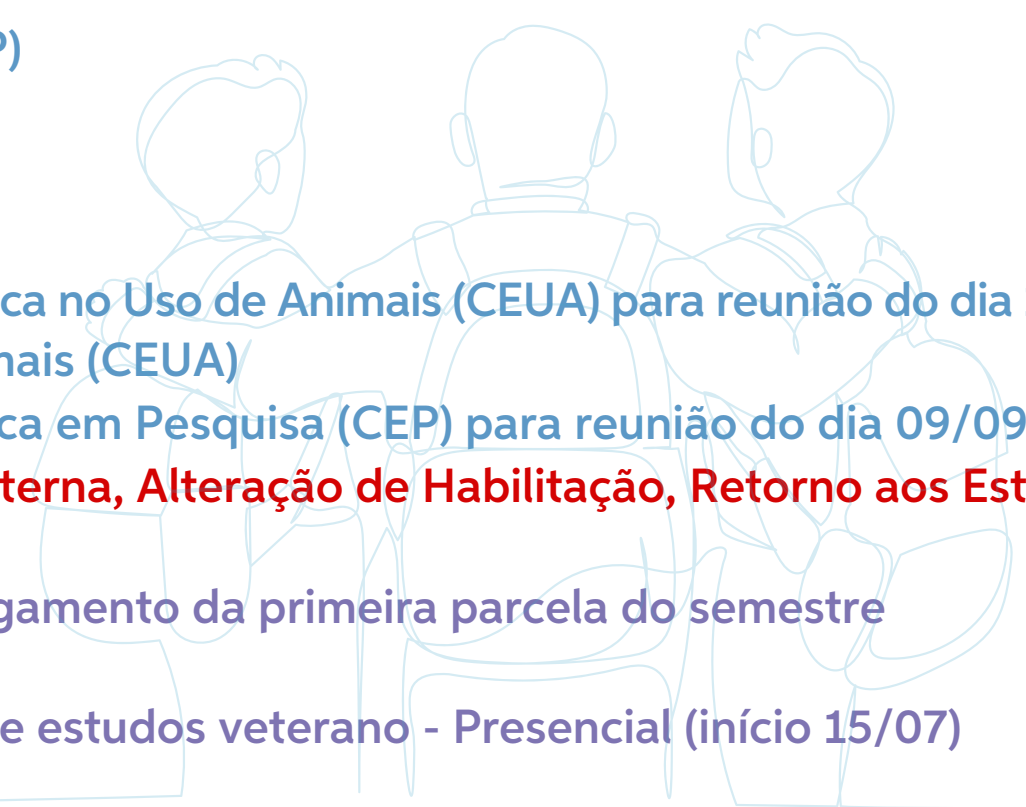 P)
ca no Uso de Animais (CEUA) para reunião do dia
nais (CEUA)
ca em Pesquisa (CEP) para reunião do dia 09/09
terna, Alteração de Habilitação, Retorno aos Est
gamento da primeira parcela do semestre
e estudos veterano - Presencial (início 15/07)